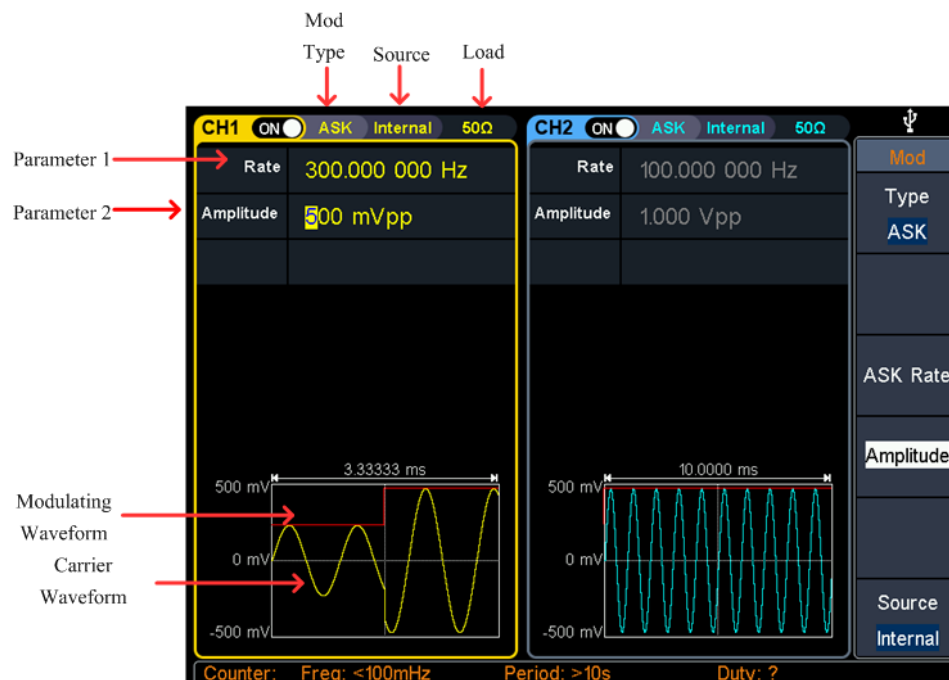 Mod
Type
Source
Load
CH1 ON ASK Internal 50Ω
CH2 ON ASK Internal 50Ω
Parameter 1
Rate 300.000 000 Hz
Rate 100.000 000 Hz
Mod
Parameter 2
Amplitude 500 mVpp
Amplitude 1.000 Vpp
Type
ASK
ASK Rate
Amplitude
3.33333 ms
10.0000 ms
500 mV
500 mV
Modulating
Waveform
0 mV
0 mV
Carrier
Waveform
-500 mV
-500 mV
Source
Internal
Counter: Freq: <100mHz Period: >10s Duty: ?